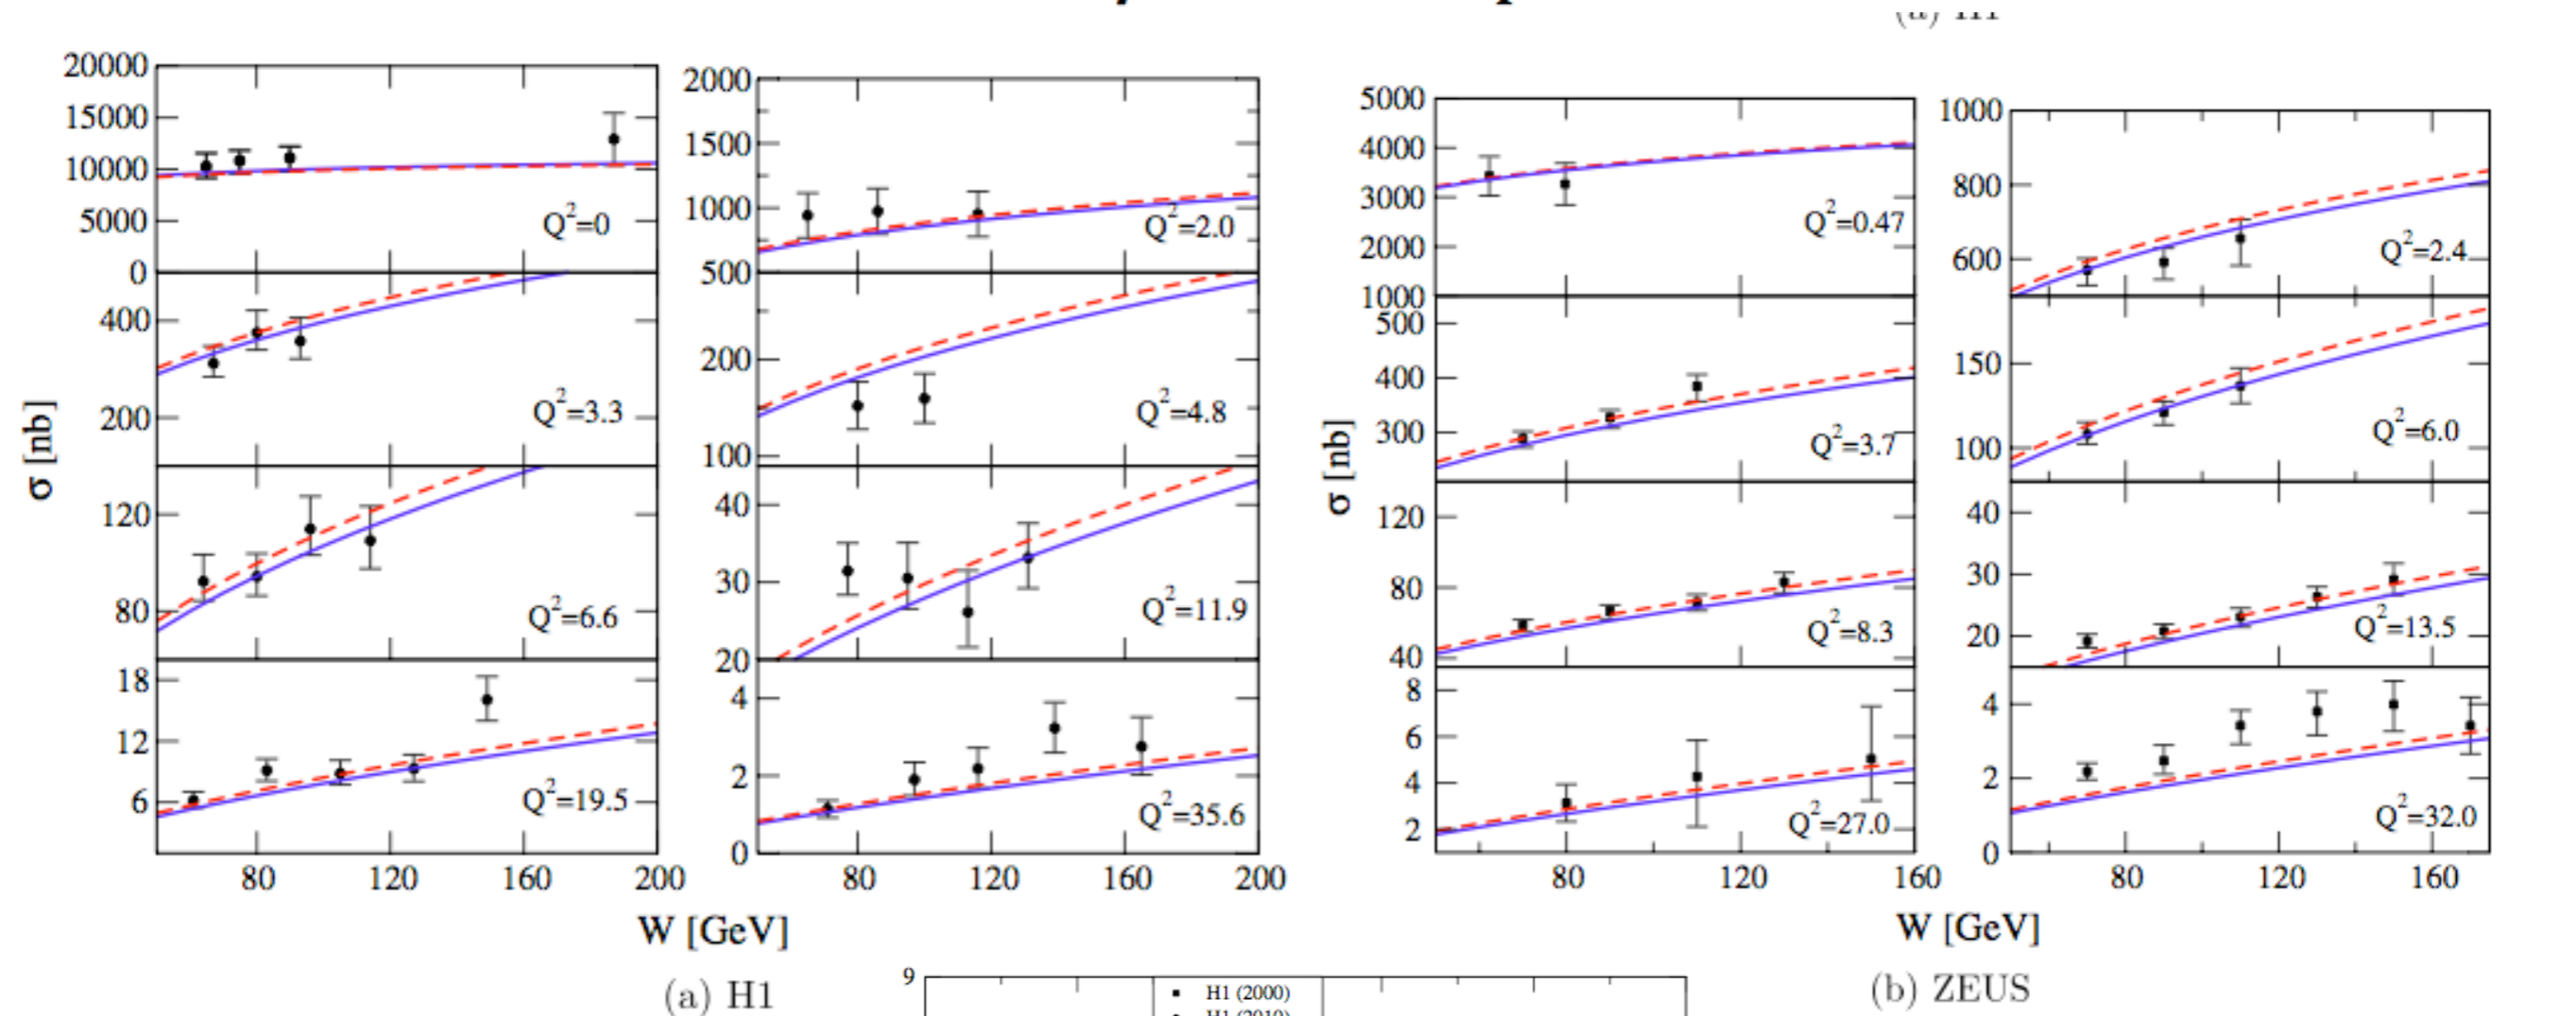 20000
15000
10000
5000
0
Q²=0
400
200
Q²=3.3
120
80
Q²=6.6
18
12
6
Q²=19.5
80 120 160 200
2000
1500
1000
500
Q²=2.0
200
100
Q²=4.8
40
30
20
Q²=11.9
4
2
0
Q²=35.6
80 120 160 200
σ [nb]
W [GeV]
(a) H1
5000
4000
3000
2000
1000
Q²=0.47
500
400
300
Q²=3.7
120
80
40
Q²=8.3
8
6
4
2
Q²=27.0
80 120 160
1000
800
600
Q²=2.4
150
100
Q²=6.0
40
30
20
Q²=13.5
4
2
0
Q²=32.0
80 120 160
σ [nb]
W [GeV]
(b) ZEUS
9
H1 (2000)